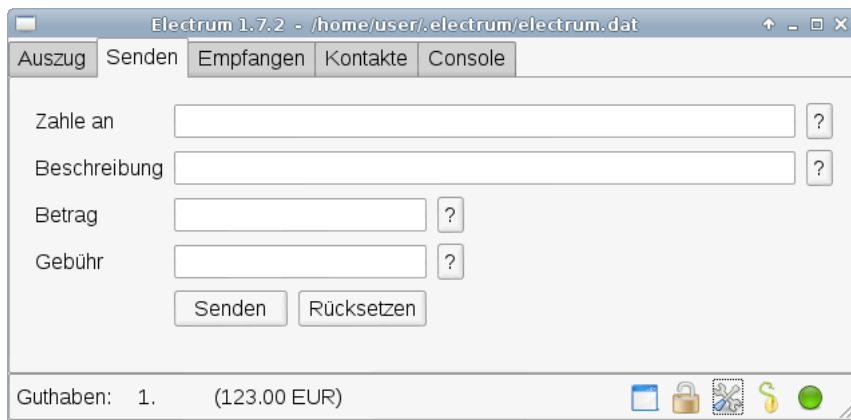 Electrum 1.7.2 - /home/user/.electrum/electrum.dat
Auszug Senden Empfangen Kontakte Console
Zahle an ?
Beschreibung ?
Betrag ?
Gebühr ?
Senden Rücksetzen
Guthaben: 1. (123.00 EUR)